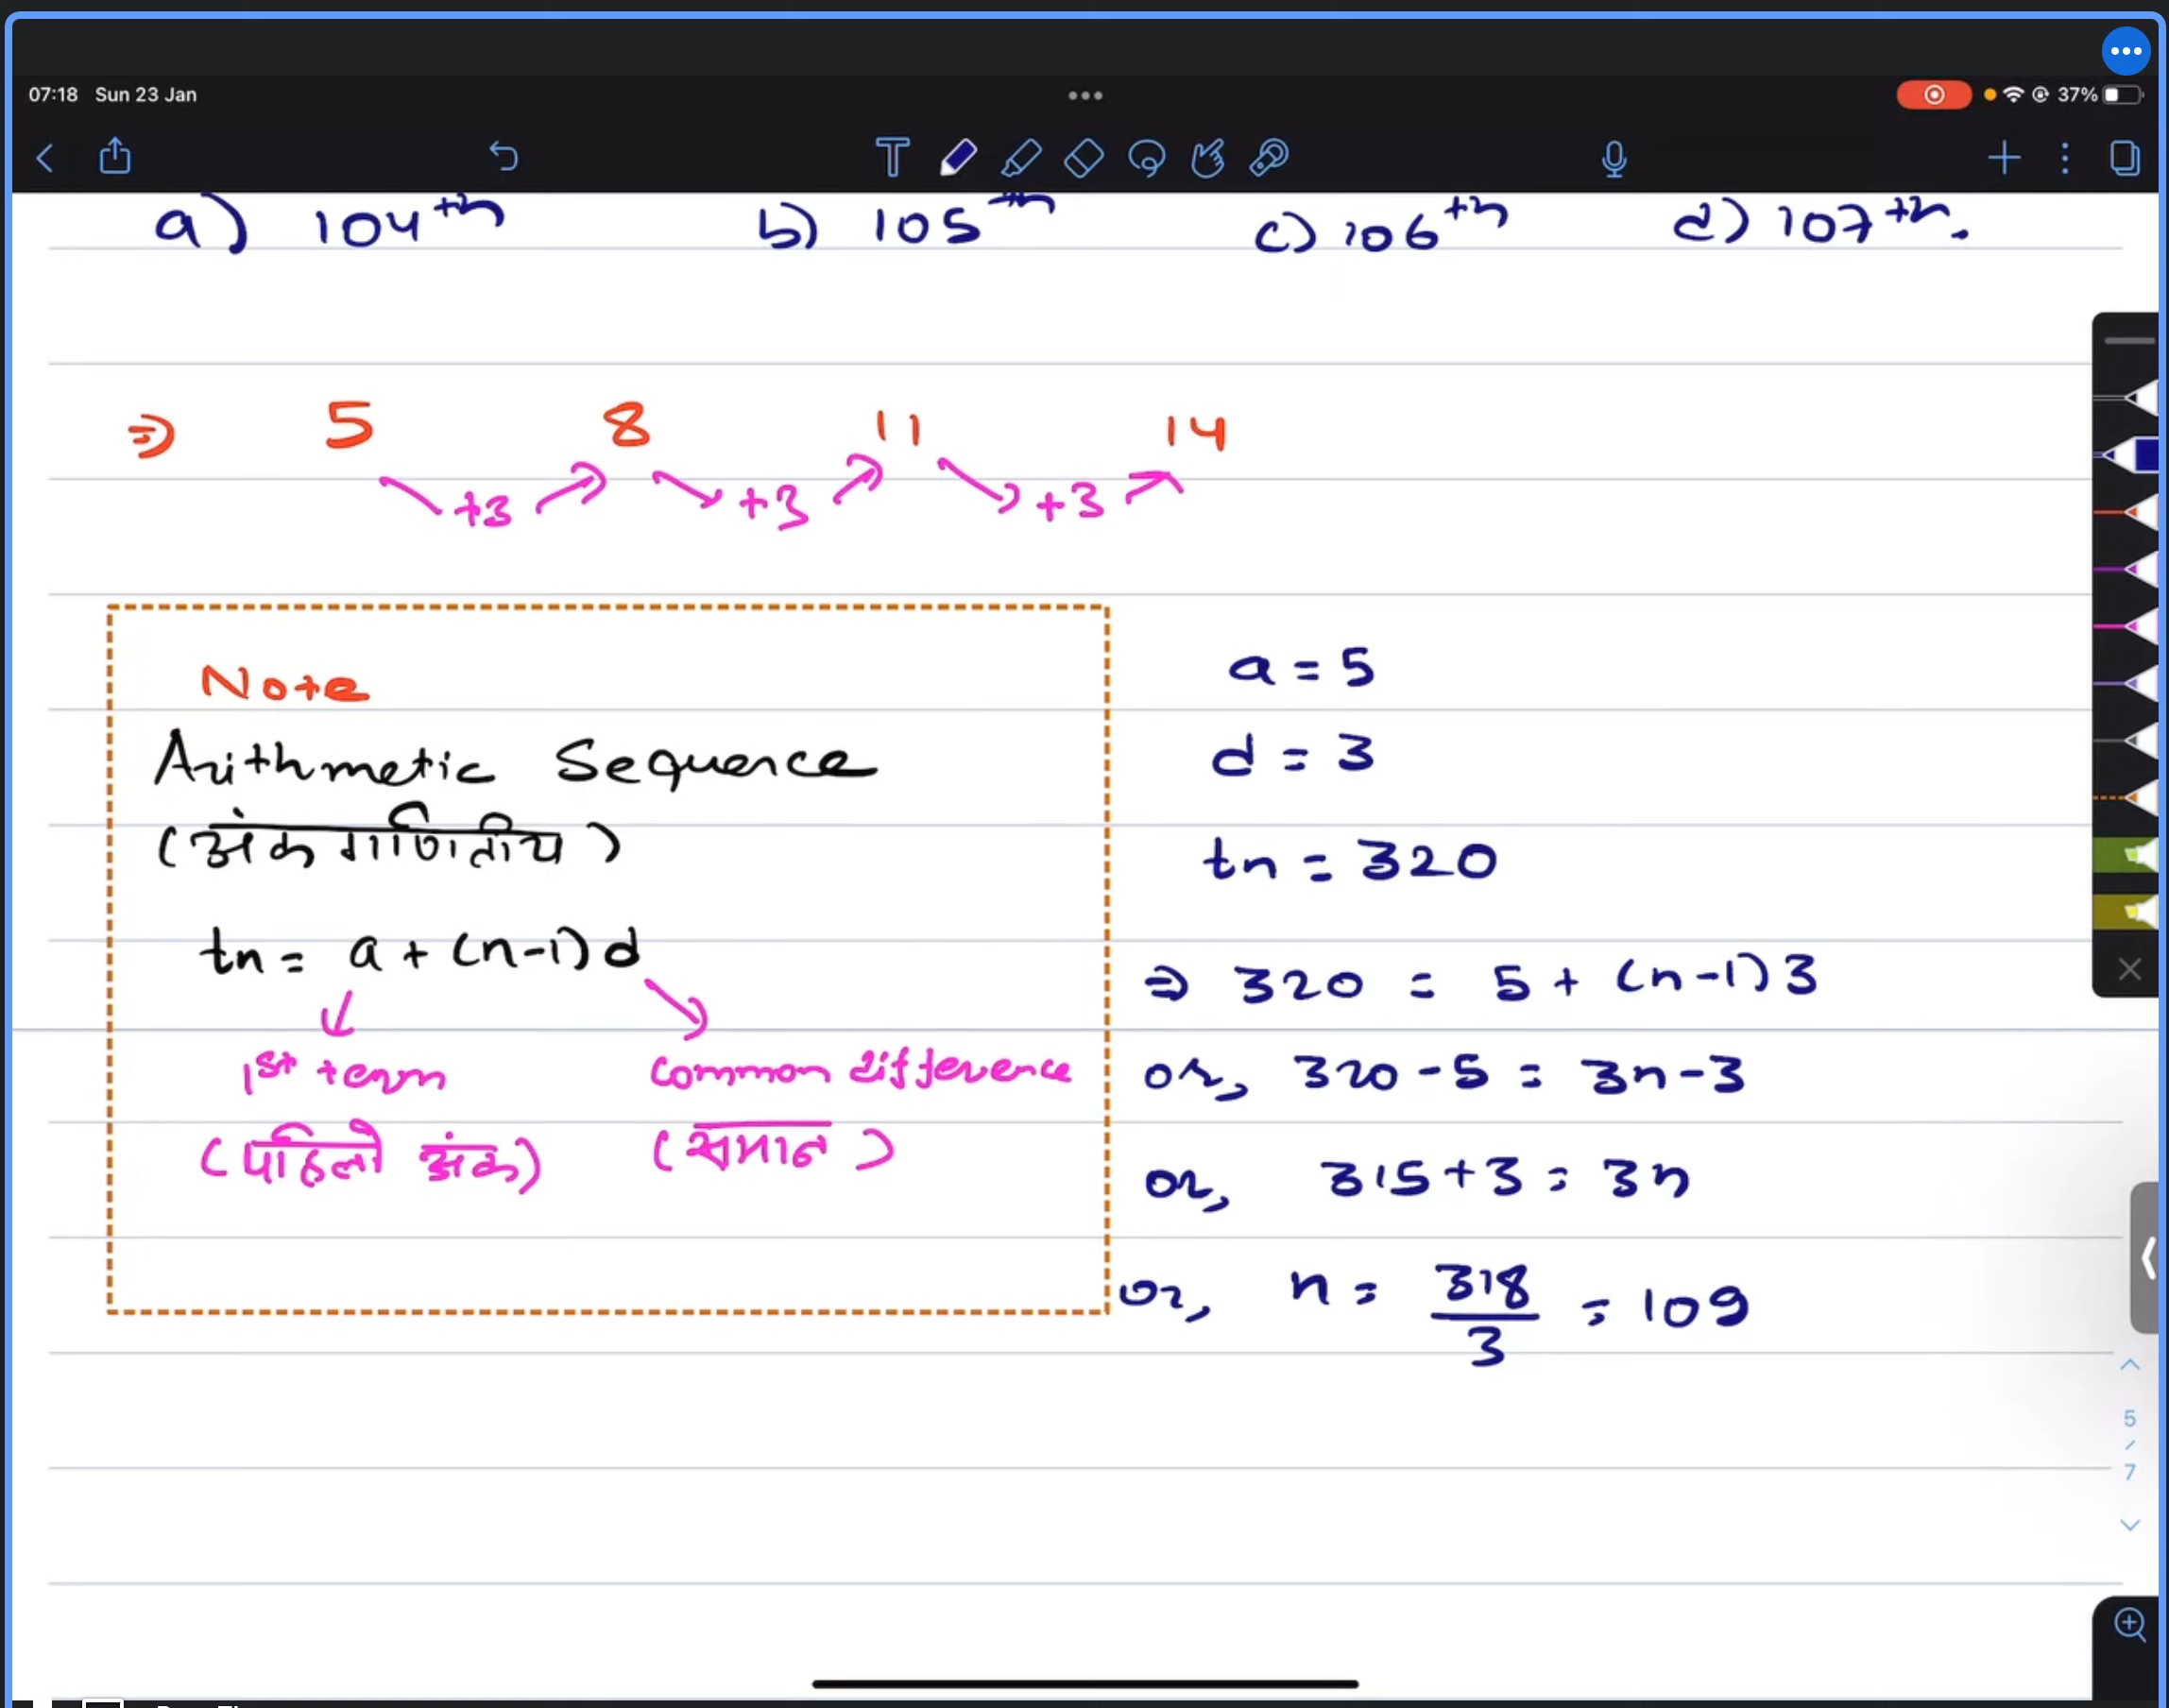 07:18 Sun 23 Jan
37%
a) 104th b) 105th c) 106th d) 107th.
⇒ 5 8 11 14
+3 +3 +3
Note
Arithmetic Sequence
(अंक गणितीय)
tn = a + (n-1) d
1st term common difference
(पहिलो अंक) (समान)
a = 5
d = 3
tn = 320
⇒ 320 = 5 + (n-1) 3
or, 320 - 5 = 3n - 3
or, 315 + 3 = 3n
or, n = 318/3 = 109
5
/
7